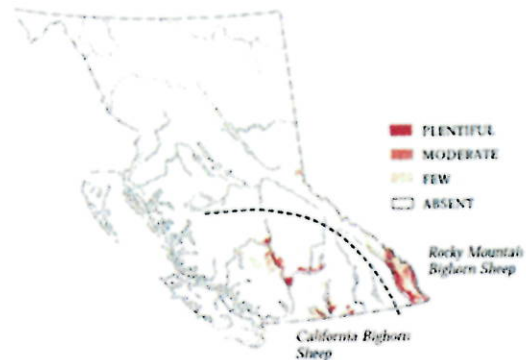 PLENTIFUL
MODERATE
FEW
ABSENT
Rocky Mountain
Bighorn Sheep
California Bighorn
Sheep